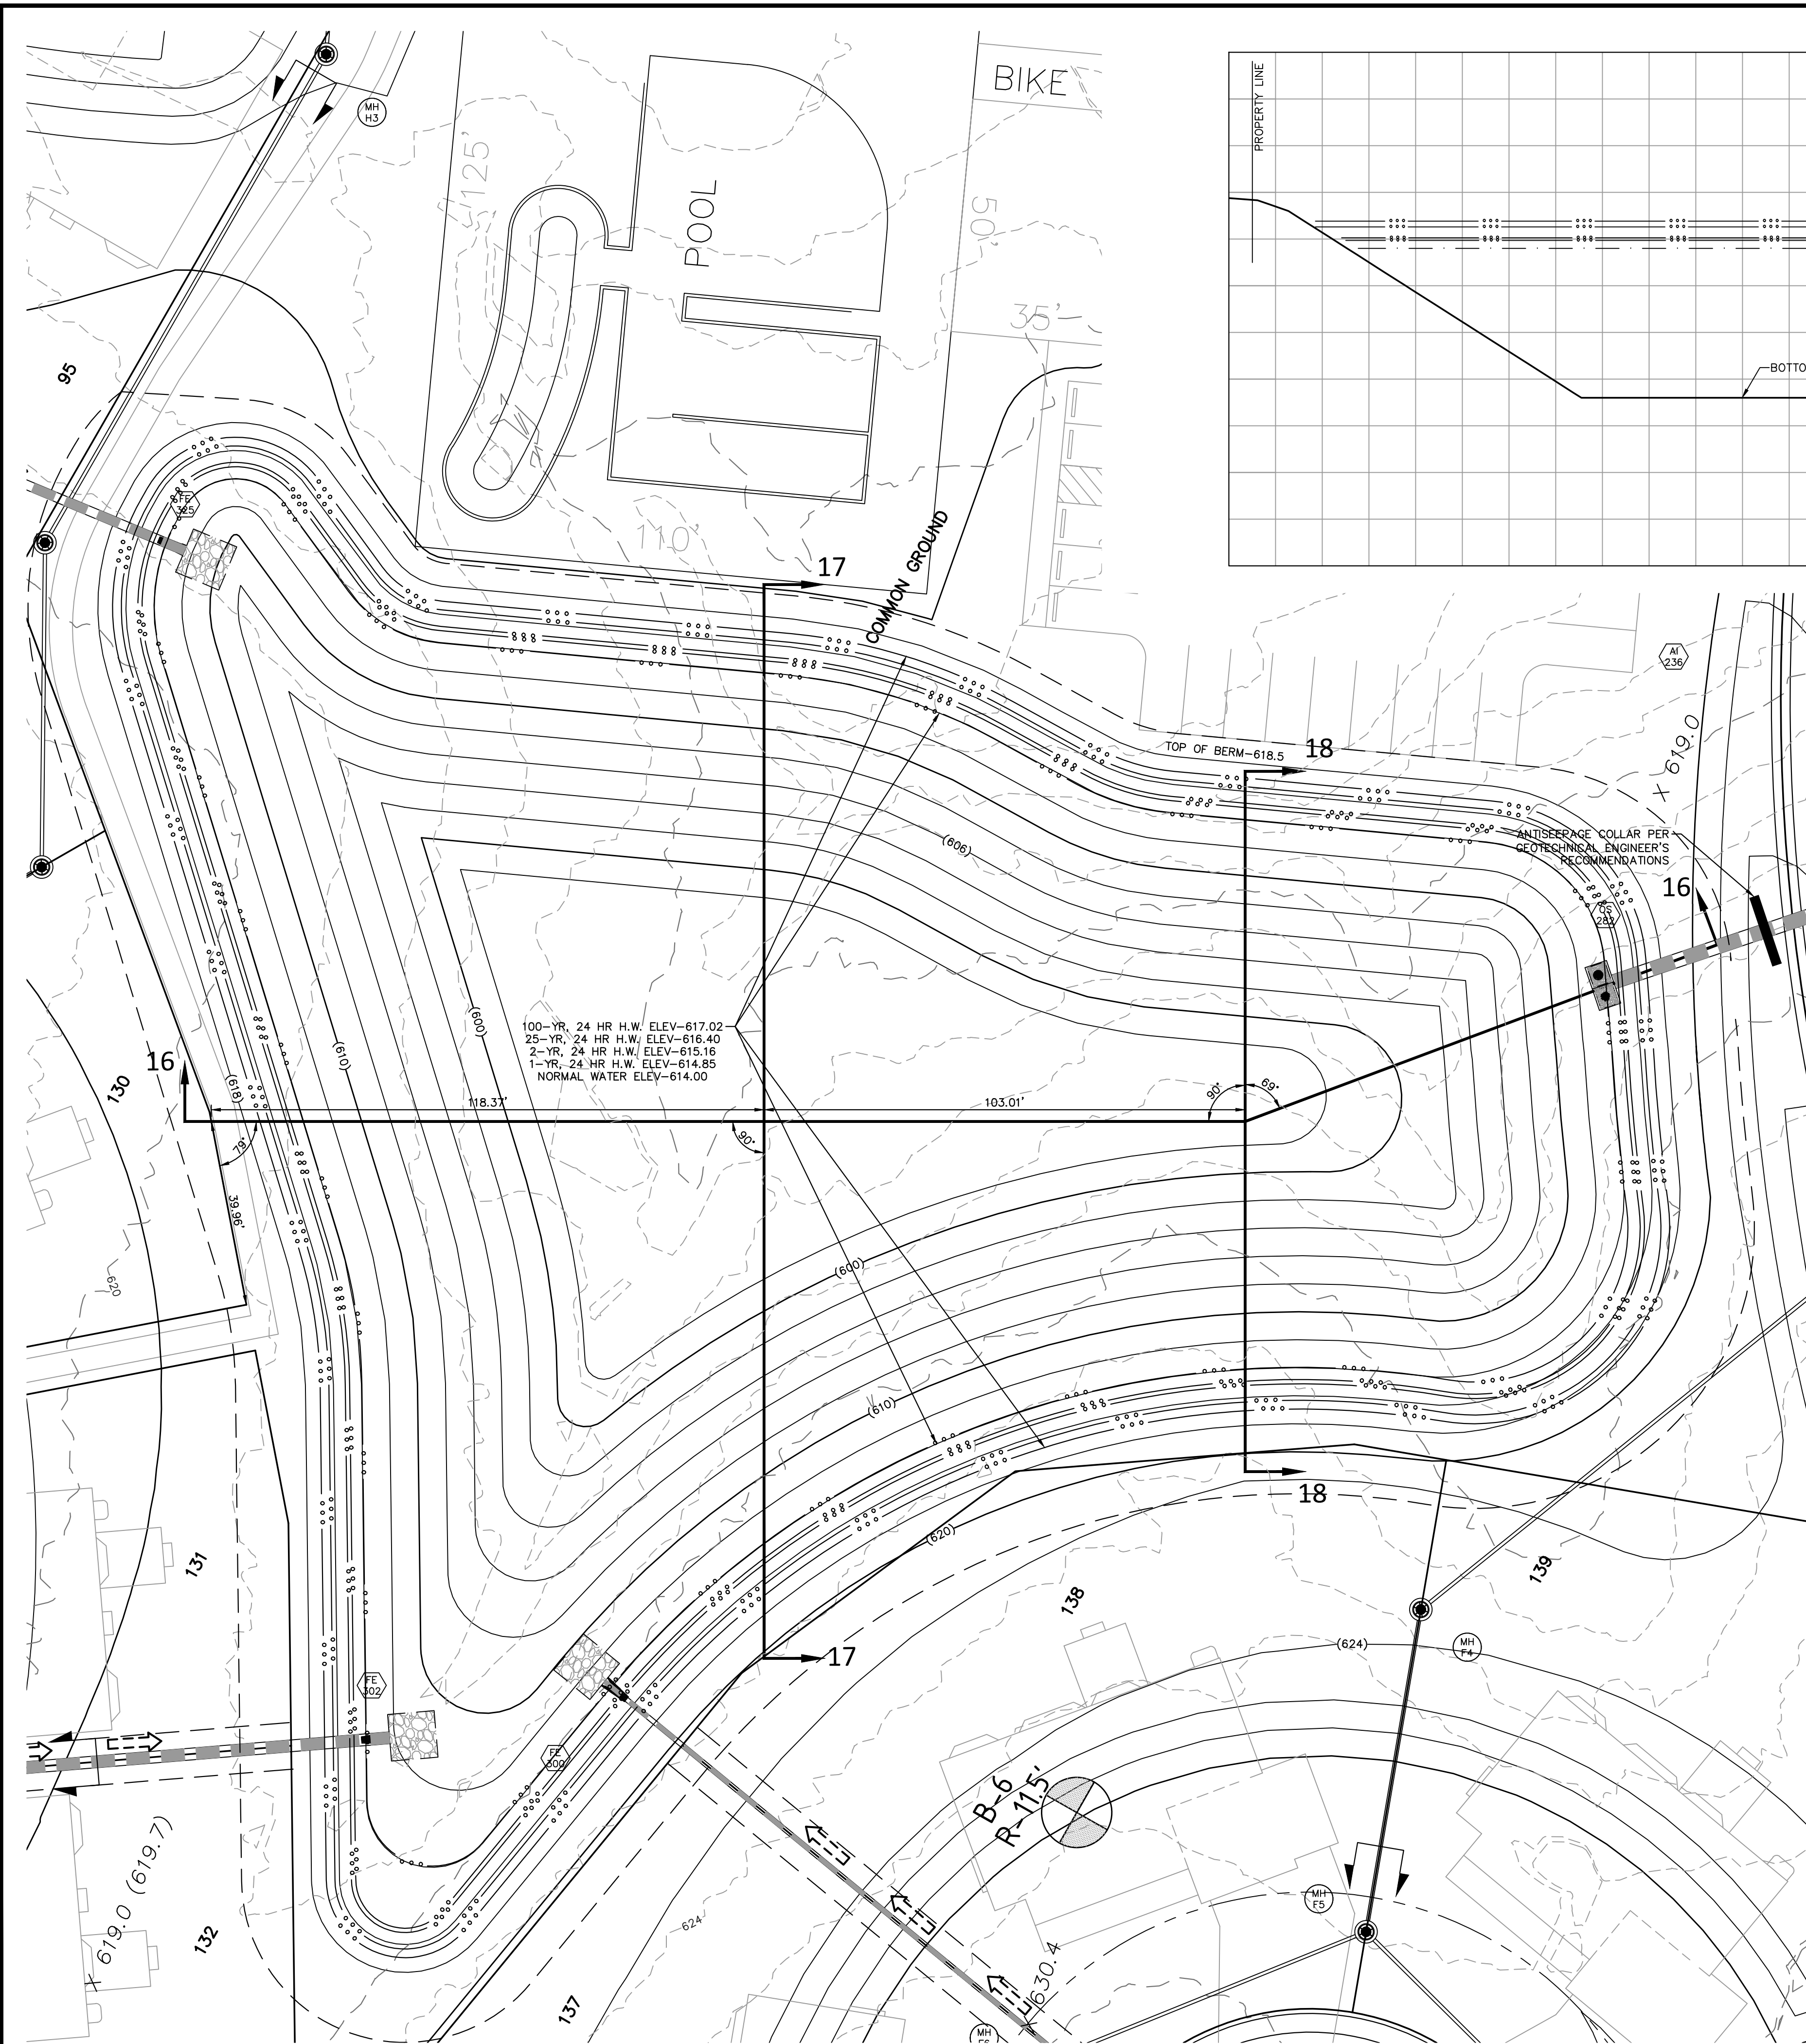 MH
H3
BIKE
125'
POOL
50'
35'
PROPERTY LINE
95
FE
325
110'
COMMON GROUND
17
AI
236
619.0
TOP OF BERM-618.5
18
(606)
ANTISEEPAGE COLLAR PER
GEOTECHNICAL ENGINEER'S
RECOMMENDATIONS
16
OS
282
(600)
100-YR, 24 HR H.W. ELEV-617.02
25-YR, 24 HR H.W. ELEV-616.40
2-YR, 24 HR H.W. ELEV-615.16
1-YR, 24 HR H.W. ELEV-614.85
NORMAL WATER ELEV-614.00
(610)
16
130
(618)
118.37'
103.01'
90°
69°
79°
90°
39.96'
620
(600)
(610)
18
(620)
131
139
138
(624)
MH
F4
17
FE
302
FE
300
B-6
R-11.5'
619.0 (619.7)
MH
F5
132
624
630.4
137
MH